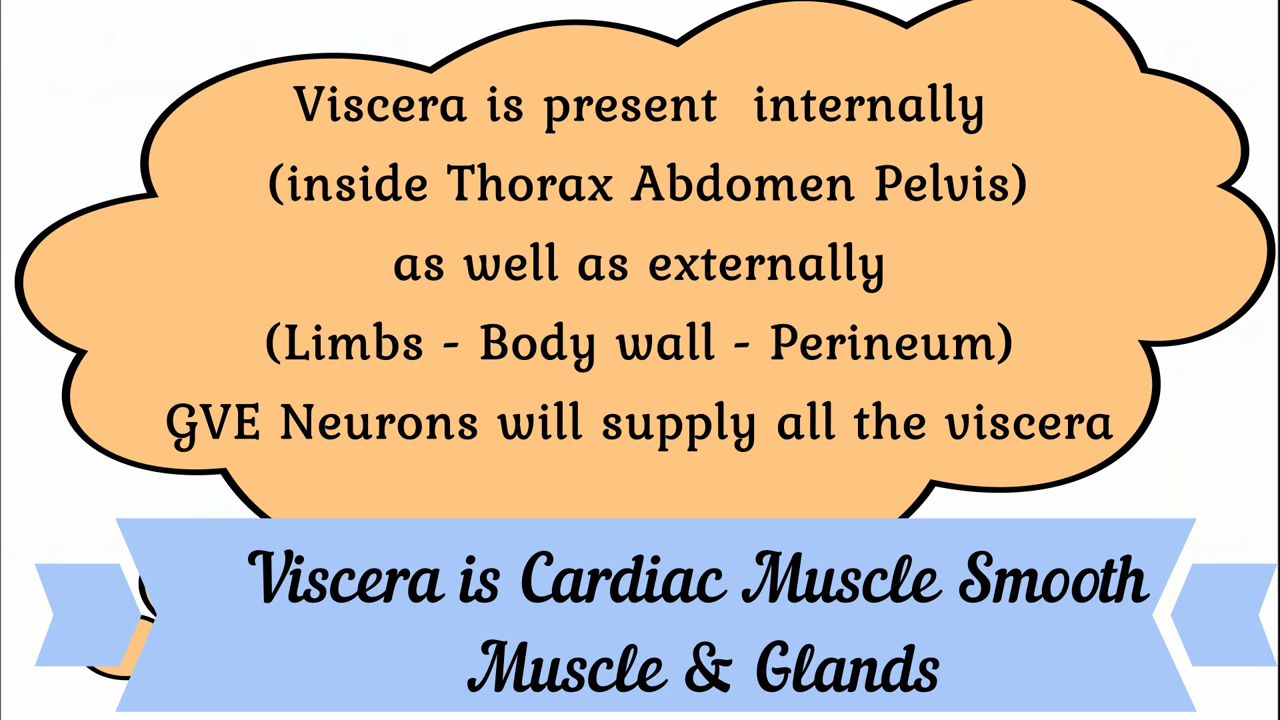 Viscera is present internally
(inside Thorax Abdomen Pelvis)
as well as externally
(Limbs - Body wall - Perineum)
GVE Neurons will supply all the viscera
Viscera is Cardiac Muscle Smooth
Muscle & Glands